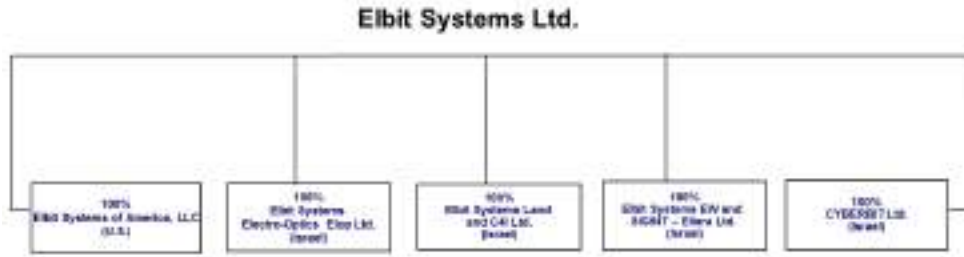 Elbit Systems Ltd.
100%
Elbit Systems of America, LLC
(U.S.)
100%
Elbit Systems
Electro-Optics Elop Ltd.
(Israel)
100%
Elbit Systems Land
and C4I Ltd.
(Israel)
100%
Elbit Systems EW and
SIGINT – Elisra Ltd.
(Israel)
100%
CYBERBIT Ltd.
(Israel)